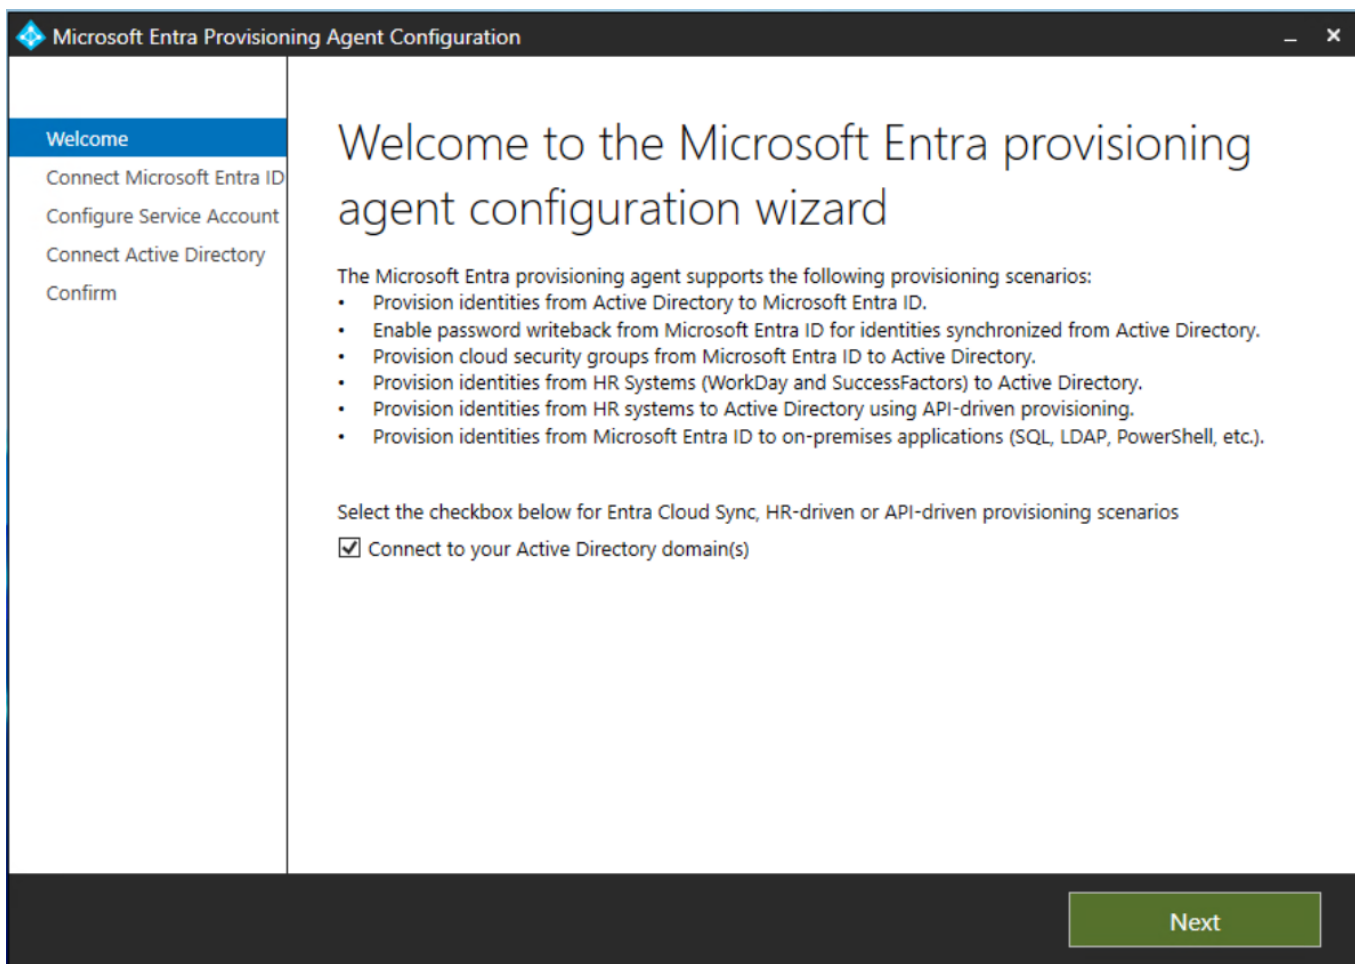 Microsoft Entra Provisioning Agent Configuration
Welcome
Connect Microsoft Entra ID
Configure Service Account
Connect Active Directory
Confirm
Welcome to the Microsoft Entra provisioning
agent configuration wizard
The Microsoft Entra provisioning agent supports the following provisioning scenarios:
• Provision identities from Active Directory to Microsoft Entra ID.
• Enable password writeback from Microsoft Entra ID for identities synchronized from Active Directory.
• Provision cloud security groups from Microsoft Entra ID to Active Directory.
• Provision identities from HR Systems (WorkDay and SuccessFactors) to Active Directory.
• Provision identities from HR systems to Active Directory using API-driven provisioning.
• Provision identities from Microsoft Entra ID to on-premises applications (SQL, LDAP, PowerShell, etc.).
Select the checkbox below for Entra Cloud Sync, HR-driven or API-driven provisioning scenarios
Connect to your Active Directory domain(s)
Next